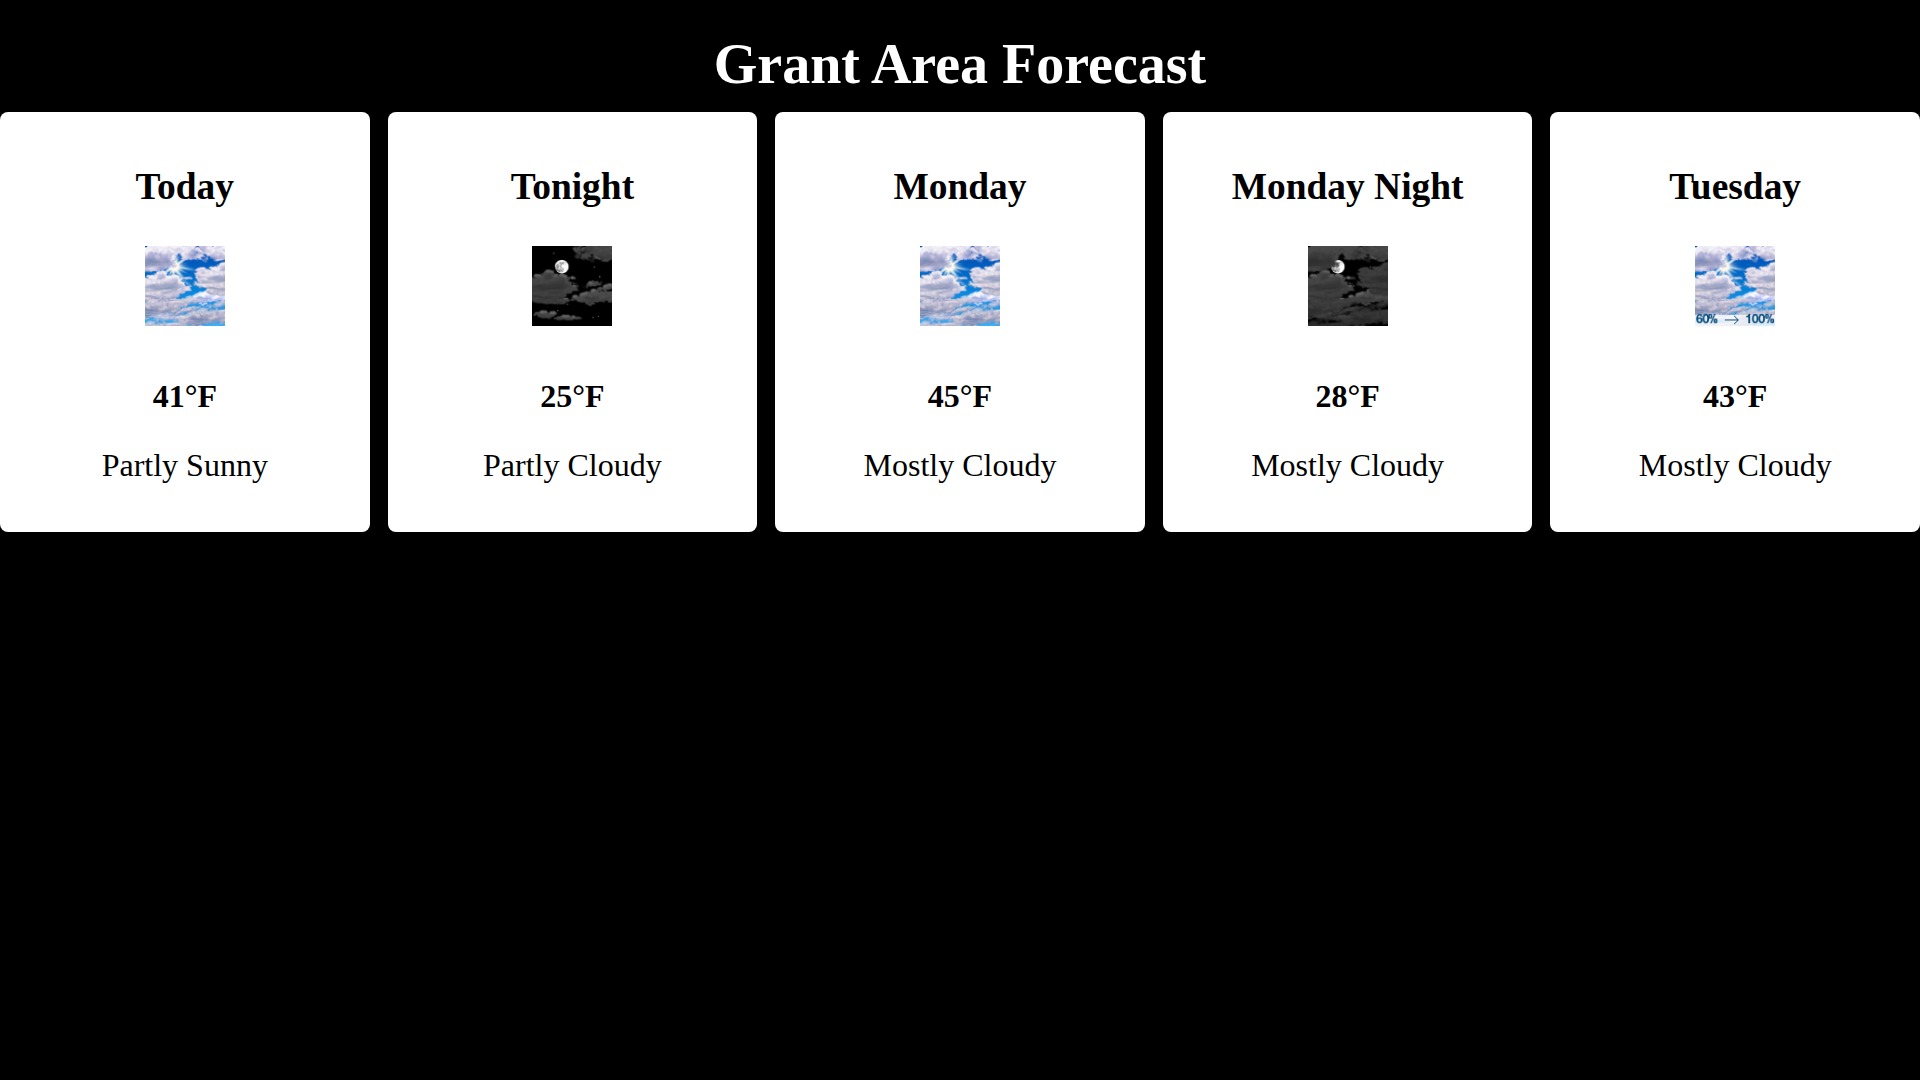 Grant Area Forecast
Today
41°F
Partly Sunny
Tonight
25°F
Partly Cloudy
Monday
45°F
Mostly Cloudy
Monday Night
28°F
Mostly Cloudy
Tuesday
60% → 100%
43°F
Mostly Cloudy